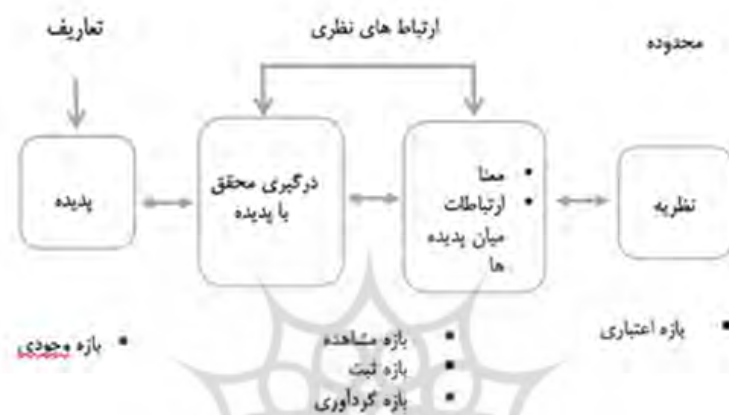 محدوده
ارتباط های نظری
تعاریف
نظریه
• معنا
• ارتباطات
میان پدیده
ها
درگیری محقق
با پدیده
پدیده
▪ بازه اعتباری
▪ بازه مشاهده
▪ بازه ثبت
▪ بازه گردآوری
▪ بازه وجودی